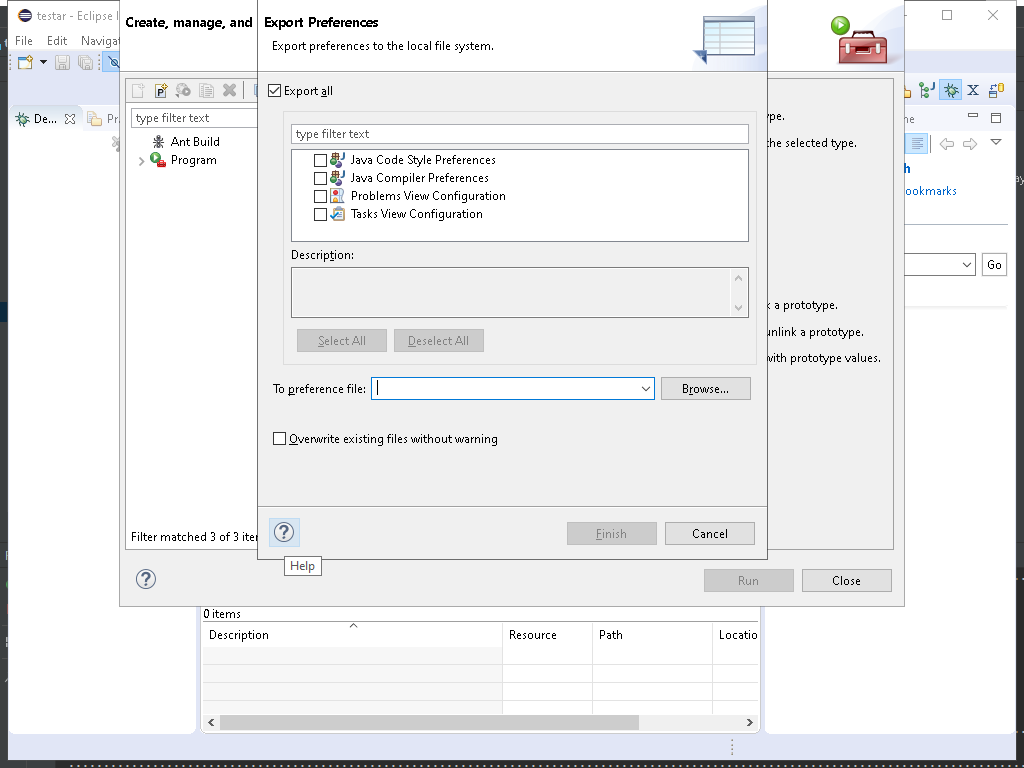 testar - Eclipse I
File Edit Navigat
De...
Pr
Create, manage, and
type filter text
Ant Build
Program
Filter matched 3 of 3 iter
Export Preferences
Export preferences to the local file system.
Export all
type filter text
Java Code Style Preferences
Java Compiler Preferences
Problems View Configuration
Tasks View Configuration
Description:
Select All Deselect All
To preference file: Browse...
Overwrite existing files without warning
Finish Cancel
Help
ype.
the selected type.
k a prototype.
unlink a prototype.
with prototype values.
Run Close
ne
h
ookmarks
Go
0 items
Description Resource Path Locatio